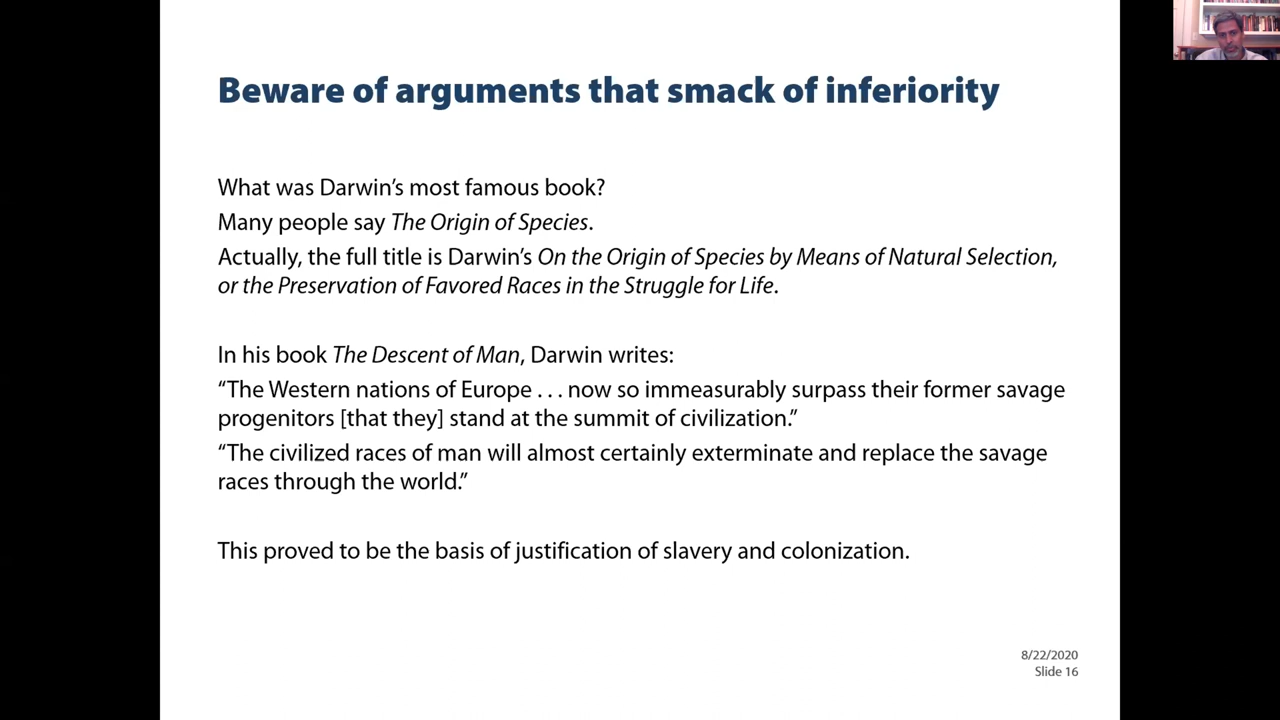 Beware of arguments that smack of inferiority
What was Darwin’s most famous book?
Many people say The Origin of Species.
Actually, the full title is Darwin’s On the Origin of Species by Means of Natural Selection,
or the Preservation of Favored Races in the Struggle for Life.
In his book The Descent of Man, Darwin writes:
“The Western nations of Europe . . . now so immeasurably surpass their former savage
progenitors [that they] stand at the summit of civilization.”
“The civilized races of man will almost certainly exterminate and replace the savage
races through the world.”
This proved to be the basis of justification of slavery and colonization.
8/22/2020
Slide 16